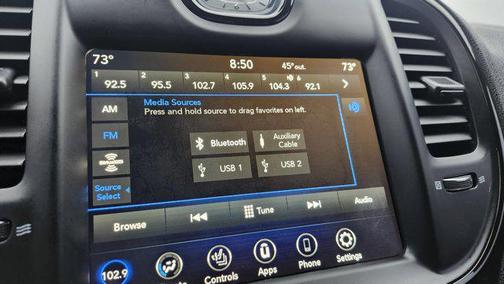 73° 8:50 45° out. 73°
1 2 3 4 5 6
92.5 95.5 102.7 105.9 104.3 92.1
AM
FM
Source
Select
Media Sources
Press and hold source to drag favorites on left.
Bluetooth
Auxiliary
Cable
USB 1
USB 2
Browse
Tune
Audio
102.9
Controls
Apps
Phone
Settings